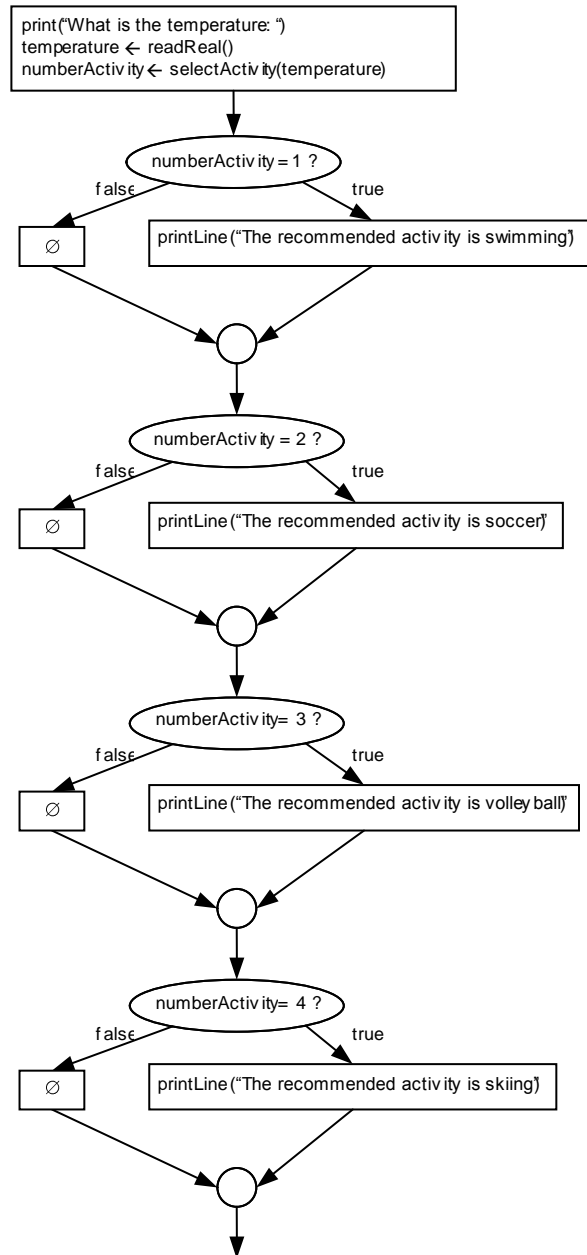 print(“What is the temperature: “)
temperature ← readReal()
numberActivity ← selectActivity(temperature)
numberActivity = 1 ?
false
true
∅
printLine(“The recommended activity is swimming”)
numberActivity = 2 ?
false
true
∅
printLine(“The recommended activity is soccer)”
numberActivity= 3 ?
false
true
∅
printLine(“The recommended activity is volleyball)”
numberActivity= 4 ?
false
true
∅
printLine(“The recommended activity is skiing”)